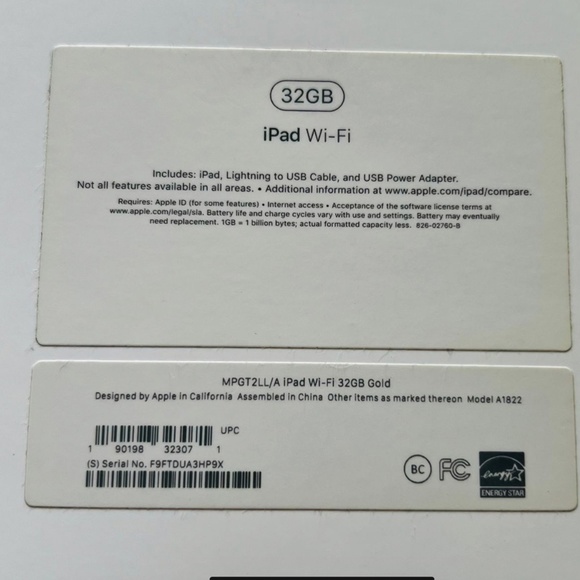 32GB
iPad Wi-Fi
Includes: iPad, Lightning to USB Cable, and USB Power Adapter.
Not all features available in all areas. • Additional information at www.apple.com/ipad/compare.
Requires: Apple ID (for some features) • Internet access • Acceptance of the software license terms at
www.apple.com/legal/sla. Battery life and charge cycles vary with use and settings. Battery may eventually
need replacement. 1GB = 1 billion bytes; actual formatted capacity less. 826-02760-B
MPGT2LL/A iPad Wi-Fi 32GB Gold
Designed by Apple in California Assembled in China Other items as marked thereon Model A1822
UPC
1 90198 32307 1
(S) Serial No. F9FTDUA3HP9X
BC FC energy
ENERGY STAR